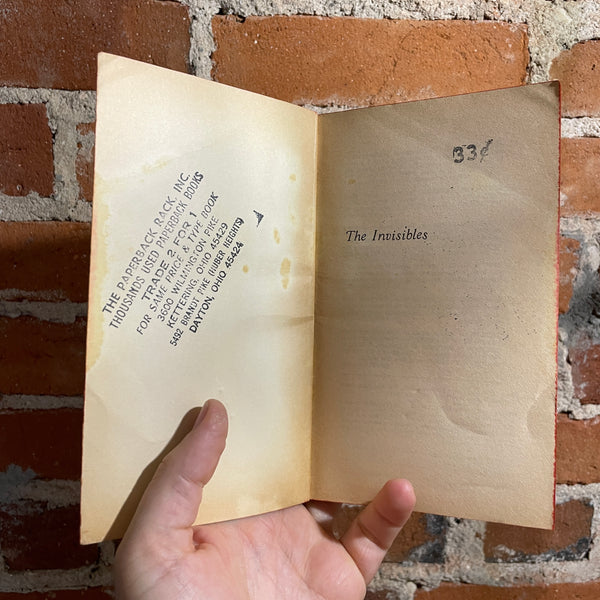 THE PAPERBACK RACK, INC.
THOUSANDS USED PAPERBACK BOOKS
TRADE 2 FOR 1
FOR SAME PRICE & TYPE BOOK
3600 WILMINGTON PIKE
KETTERING, OHIO 45429
5492 BRANDT PIKE (HUBER HEIGHTS)
DAYTON, OHIO 45424
33¢
The Invisibles